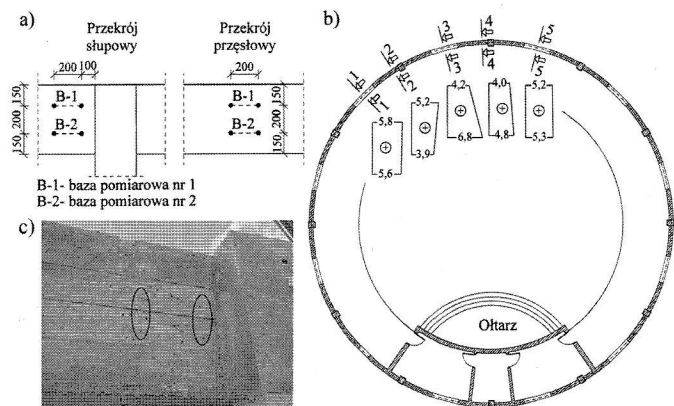 a)
Przekrój słupowy
200 100
150
200
150
B-1
B-2
Przekrój przęsłowy
200
150
200
150
B-1
B-2
B-1- baza pomiarowa nr 1
B-2- baza pomiarowa nr 2
c)
b)
1
1
2
2
3
3
4
4
5
5
5,8
5,6
5,2
3,9
4,2
6,8
4,0
4,8
5,2
5,3
Ołtarz